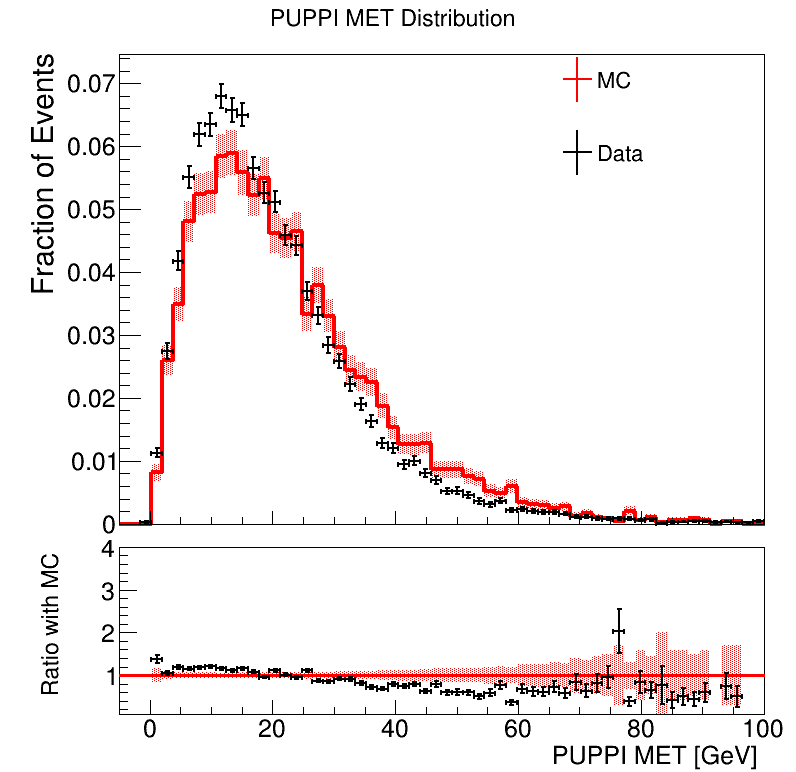 PUPPI MET Distribution
Fraction of Events
0.07
0.06
0.05
0.04
0.03
0.02
0.01
0
MC
Data
Ratio with MC
4
3
2
1
0 20 40 60 80 100
PUPPI MET [GeV]